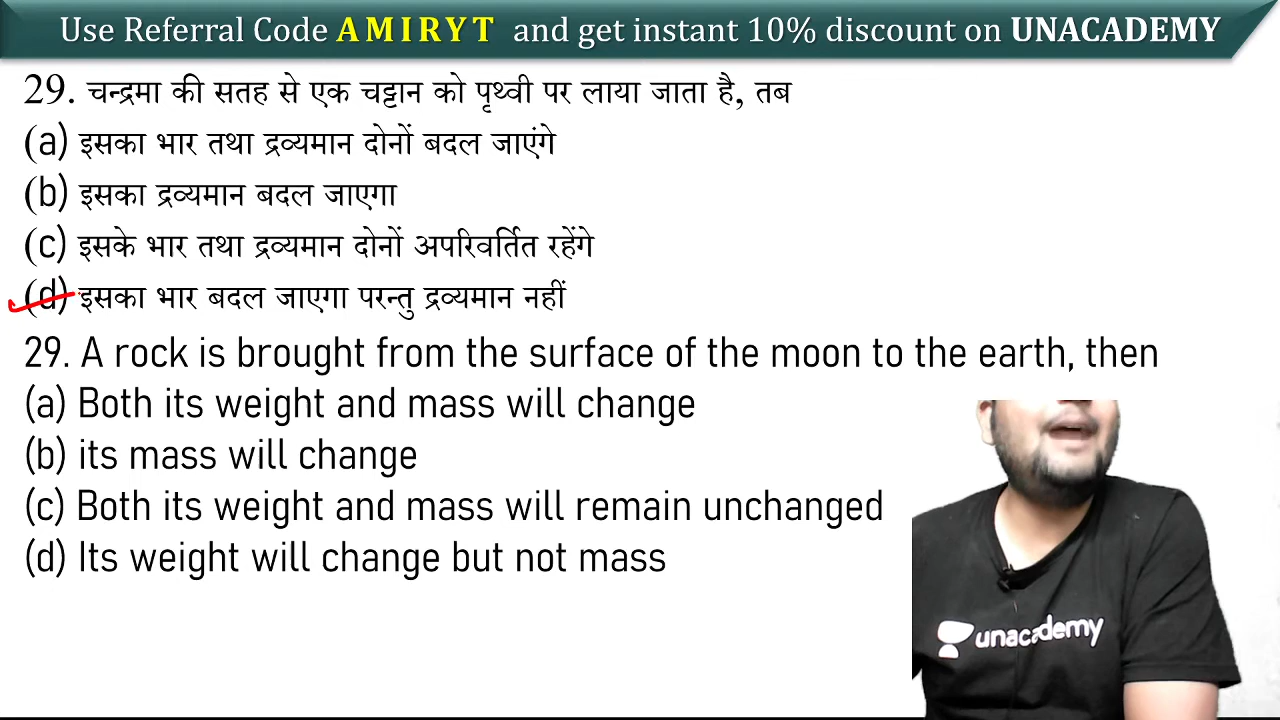 Use Referral Code AMIRYT and get instant 10% discount on UNACADEMY
29. चन्द्रमा की सतह से एक चट्टान को पृथ्वी पर लाया जाता है, तब
(a) इसका भार तथा द्रव्यमान दोनों बदल जाएंगे
(b) इसका द्रव्यमान बदल जाएगा
(c) इसके भार तथा द्रव्यमान दोनों अपरिवर्तित रहेंगे
(d) इसका भार बदल जाएगा परन्तु द्रव्यमान नहीं
29. A rock is brought from the surface of the moon to the earth, then
(a) Both its weight and mass will change
(b) its mass will change
(c) Both its weight and mass will remain unchanged
(d) Its weight will change but not mass
unacademy